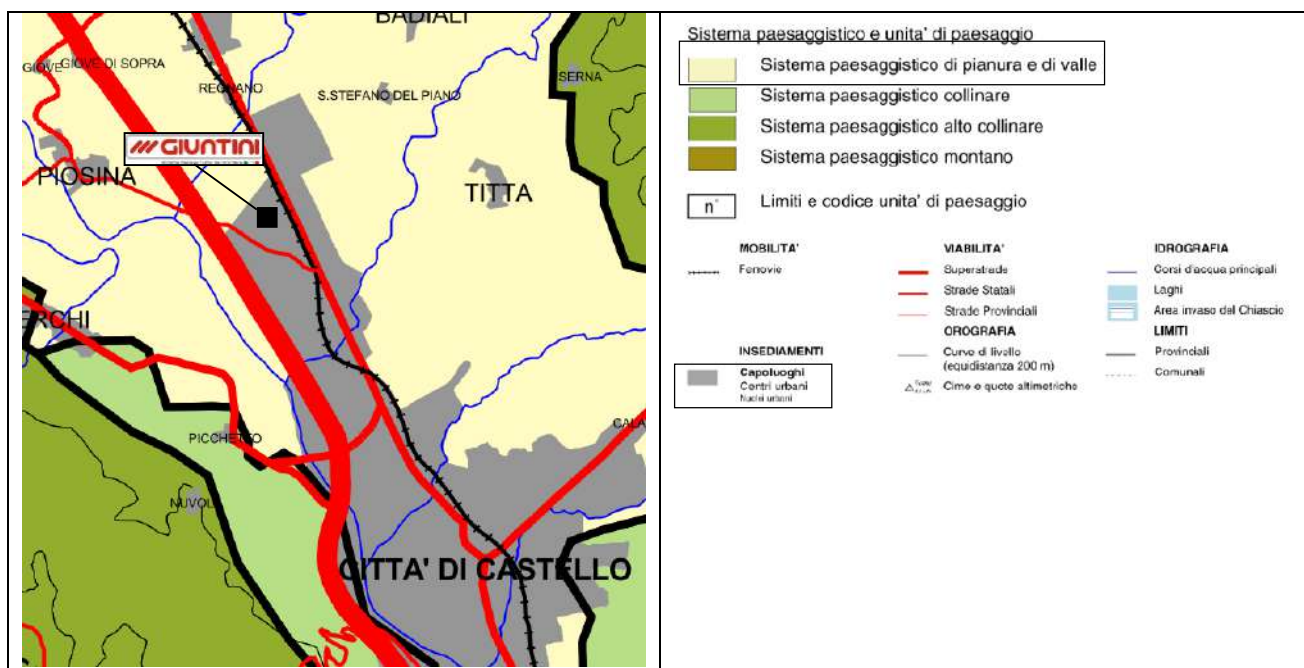 BADIALI
GIOVE
GIOVE DI SOPRA
REGNANO
S.STEFANO DEL PIANO
SERNA
GIUNTINI
PIOSINA
TITTA
ERCHI
PICCHETTO
CALA
NUVOL
CITTA' DI CASTELLO
Sistema paesaggistico e unita' di paesaggio
Sistema paesaggistico di pianura e di valle
Sistema paesaggistico collinare
Sistema paesaggistico alto collinare
Sistema paesaggistico montano
n°
Limiti e codice unita' di paesaggio
MOBILITA'
Ferrovie
VIABILITA'
Superstrade
Strade Statali
Strade Provinciali
OROGRAFIA
Curve di livello
(equidistanza 200 m)
Cime e quote altimetriche
IDROGRAFIA
Corsi d'acqua principali
Laghi
Area invaso del Chiascio
LIMITI
Provinciali
Comunali
INSEDIAMENTI
Capoluoghi
Centri urbani
Nuclei urbani